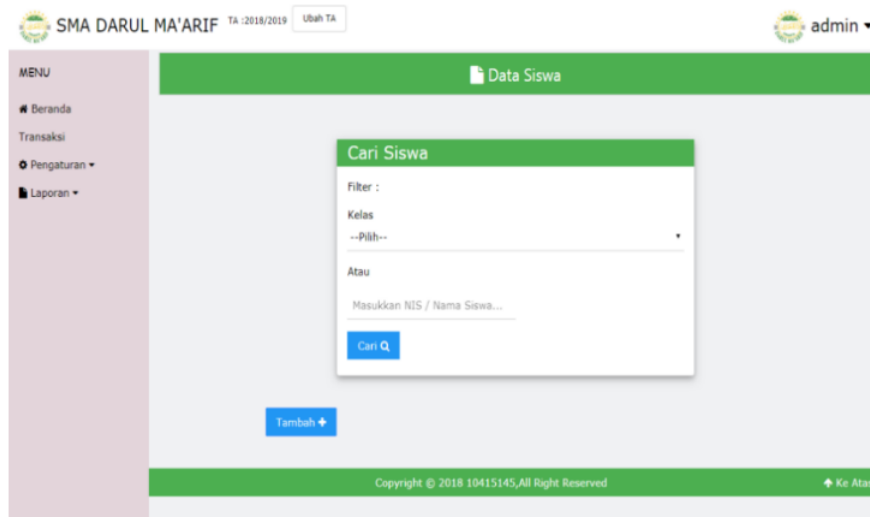 SMA DARUL MA'ARIF TA :2018/2019 Ubah TA admin
MENU
Data Siswa
Beranda
Transaksi
Pengaturan
Laporan
Cari Siswa
Filter :
Kelas
--Pilih--
Atau
Masukkan NIS / Nama Siswa...
Cari
Tambah
Copyright © 2018 10415145,All Right Reserved
Ke Atas